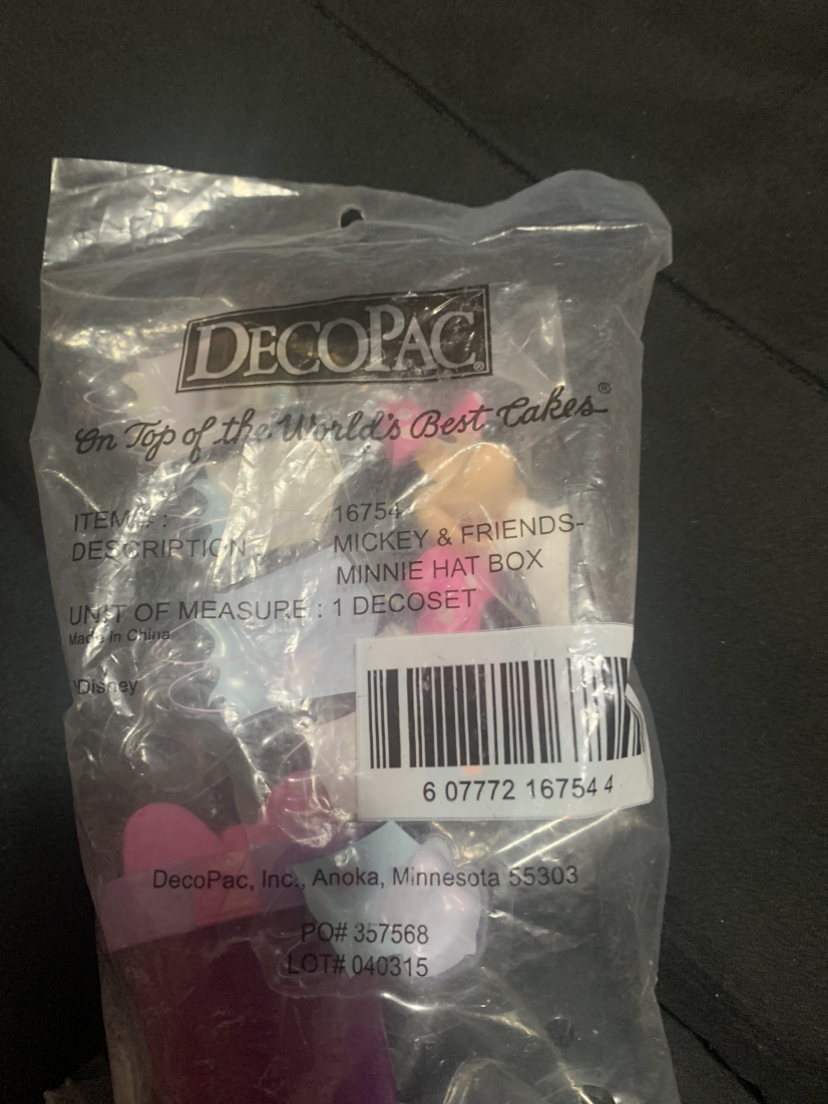 DECOPAC®
On Top of the World's Best Cakes®
ITEM # : 16754
DESCRIPTION : MICKEY & FRIENDS-
MINNIE HAT BOX
UNIT OF MEASURE : 1 DECOSET
Made in China
Disney
6 07772 16754 4
DecoPac, Inc., Anoka, Minnesota 55303
PO# 357568
LOT# 040315